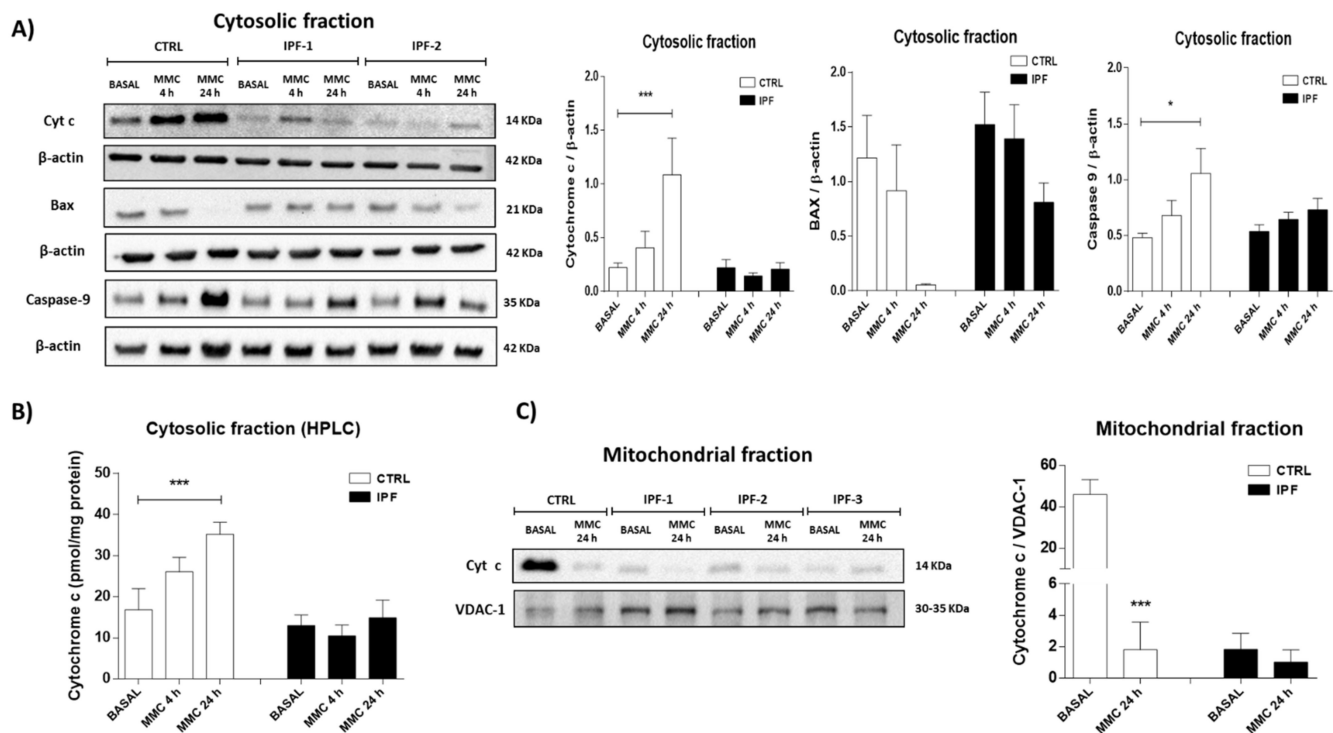 A)
Cytosolic fraction
CTRL IPF-1 IPF-2
BASAL MMC 4 h MMC 24 h BASAL MMC 4 h MMC 24 h BASAL MMC 4 h MMC 24 h
Cyt c 14 KDa
β-actin 42 KDa
Bax 21 KDa
β-actin 42 KDa
Caspase-9 35 KDa
β-actin 42 KDa
Cytosolic fraction
CTRL
IPF
Cytochrome c / β-actin
2.0
1.5
1.0
0.5
0.0
***
BASAL MMC 4 h MMC 24 h BASAL MMC 4 h MMC 24 h
Cytosolic fraction
CTRL
IPF
BAX / β-actin
2.0
1.5
1.0
0.5
0.0
BASAL MMC 4 h MMC 24 h BASAL MMC 4 h MMC 24 h
Cytosolic fraction
CTRL
IPF
Caspase 9 / β-actin
2.0
1.5
1.0
0.5
0.0
*
BASAL MMC 4 h MMC 24 h BASAL MMC 4 h MMC 24 h
B)
Cytosolic fraction (HPLC)
CTRL
IPF
Cytochrome c (pmol/mg protein)
50
40
30
20
10
0
***
BASAL MMC 4 h MMC 24 h BASAL MMC 4 h MMC 24 h
C)
Mitochondrial fraction
CTRL IPF-1 IPF-2 IPF-3
BASAL MMC 24 h BASAL MMC 24 h BASAL MMC 24 h BASAL MMC 24 h
Cyt c 14 KDa
VDAC-1 30-35 KDa
Mitochondrial fraction
CTRL
IPF
Cytochrome c / VDAC-1
60
40
20
6
4
2
0
***
BASAL MMC 24 h BASAL MMC 24 h